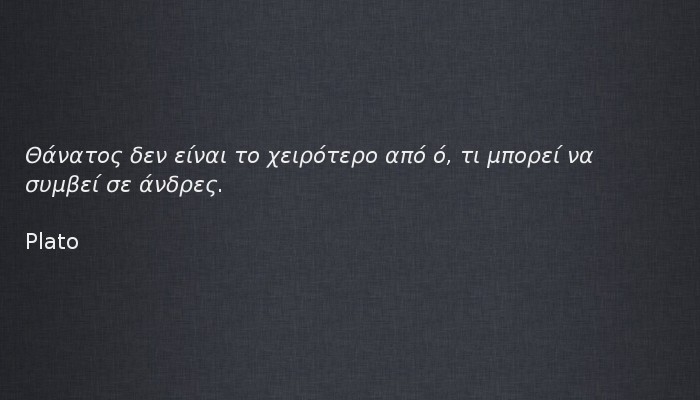 Θάνατος δεν είναι το χειρότερο από ό, τι μπορεί να
συμβεί σε άνδρες.
Plato